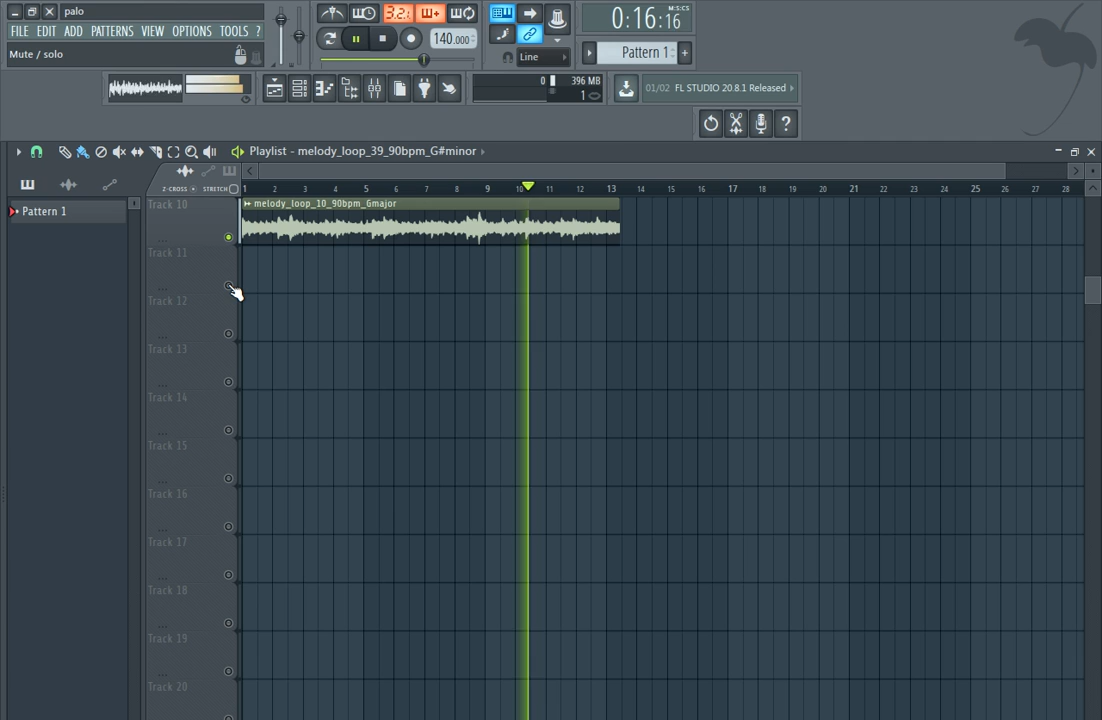 palo
FILE EDIT ADD PATTERNS VIEW OPTIONS TOOLS ?
Mute / solo
3.2.
140.000
Line
0:16:16
M:S:CS
Pattern 1
0 396 MB
1
01/02 FL STUDIO 20.8.1 Released
Playlist - melody_loop_39_90bpm_G#minor
Z-CROSS STRETCH
1 2 3 4 5 6 7 8 9 10 11 12 13 14 15 16 17 18 19 20 21 22 23 24 25 26 27 28
Pattern 1
Track 10
melody_loop_10_90bpm_Gmajor
Track 11
Track 12
Track 13
Track 14
Track 15
Track 16
Track 17
Track 18
Track 19
Track 20